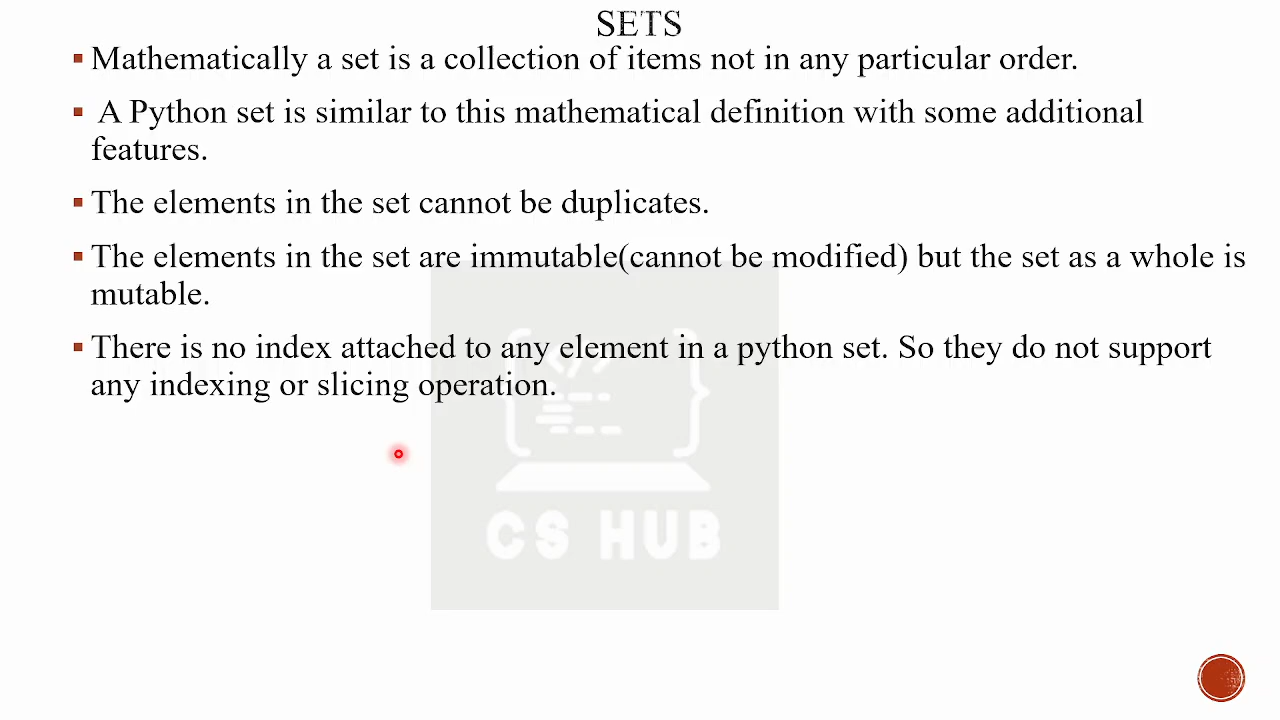 SETS
▪ Mathematically a set is a collection of items not in any particular order.
▪ A Python set is similar to this mathematical definition with some additional
features.
▪ The elements in the set cannot be duplicates.
▪ The elements in the set are immutable(cannot be modified) but the set as a whole is
mutable.
▪ There is no index attached to any element in a python set. So they do not support
any indexing or slicing operation.
CS HUB